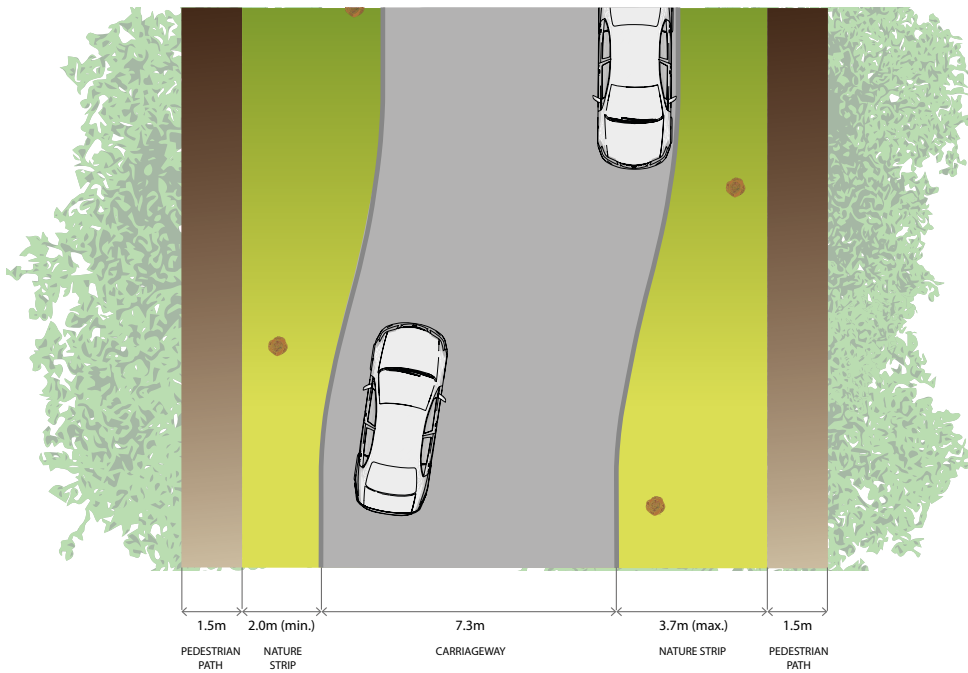 1.5m
2.0m (min.)
7.3m
3.7m (max.)
1.5m
PEDESTRIAN
PATH
NATURE
STRIP
CARRIAGEWAY
NATURE STRIP
PEDESTRIAN
PATH